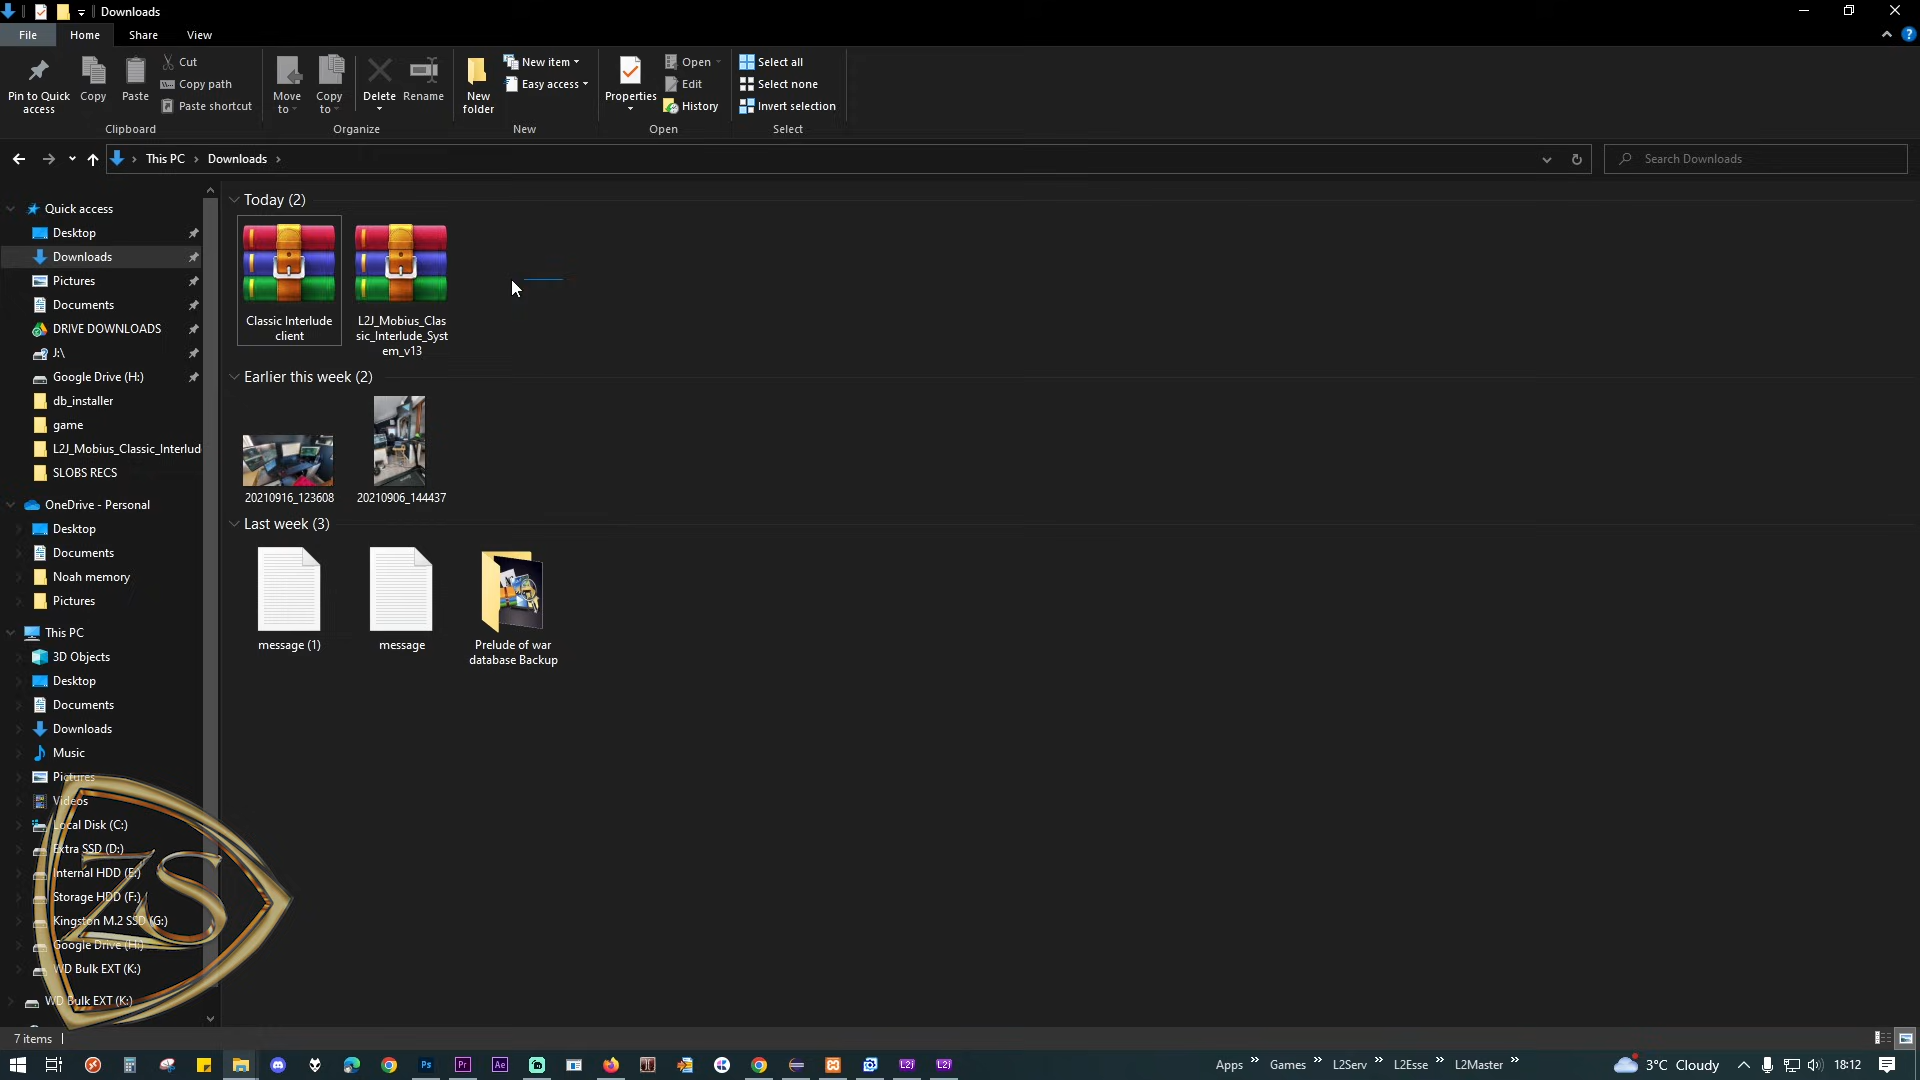 Downloads
File
Home
Share
View
Pin to Quick
access
Copy
Paste
Cut
Copy path
Paste shortcut
Clipboard
Move
to
Copy
to
Delete
Rename
Organize
New
folder
New item
Easy access
New
Properties
Open
Edit
History
Open
Select all
Select none
Invert selection
Select
This PC
Downloads
Search Downloads
Quick access
Desktop
Downloads
Pictures
Documents
DRIVE DOWNLOADS
J:\
Google Drive (H:)
db_installer
game
L2J_Mobius_Classic_Interlud
SLOBS RECS
OneDrive - Personal
Desktop
Documents
Noah memory
Pictures
This PC
3D Objects
Desktop
Documents
Downloads
Music
Pictures
Videos
Local Disk (C:)
Extra SSD (D:)
Internal HDD (E:)
Storage HDD (F:)
Kingston M.2 SSD (G:)
Google Drive (H:)
WD Bulk EXT (K:)
WD Bulk EXT (K:)
ZS
Today (2)
Classic Interlude
client
L2J_Mobius_Clas
sic_Interlude_Syst
em_v13
Earlier this week (2)
20210916_123608
20210906_144437
Last week (3)
message (1)
message
Prelude of war
database Backup
7 items
Ps
Pr
Ae
L2J
L2J
Apps
Games
L2Serv
L2Esse
L2Master
3°C Cloudy
18:12